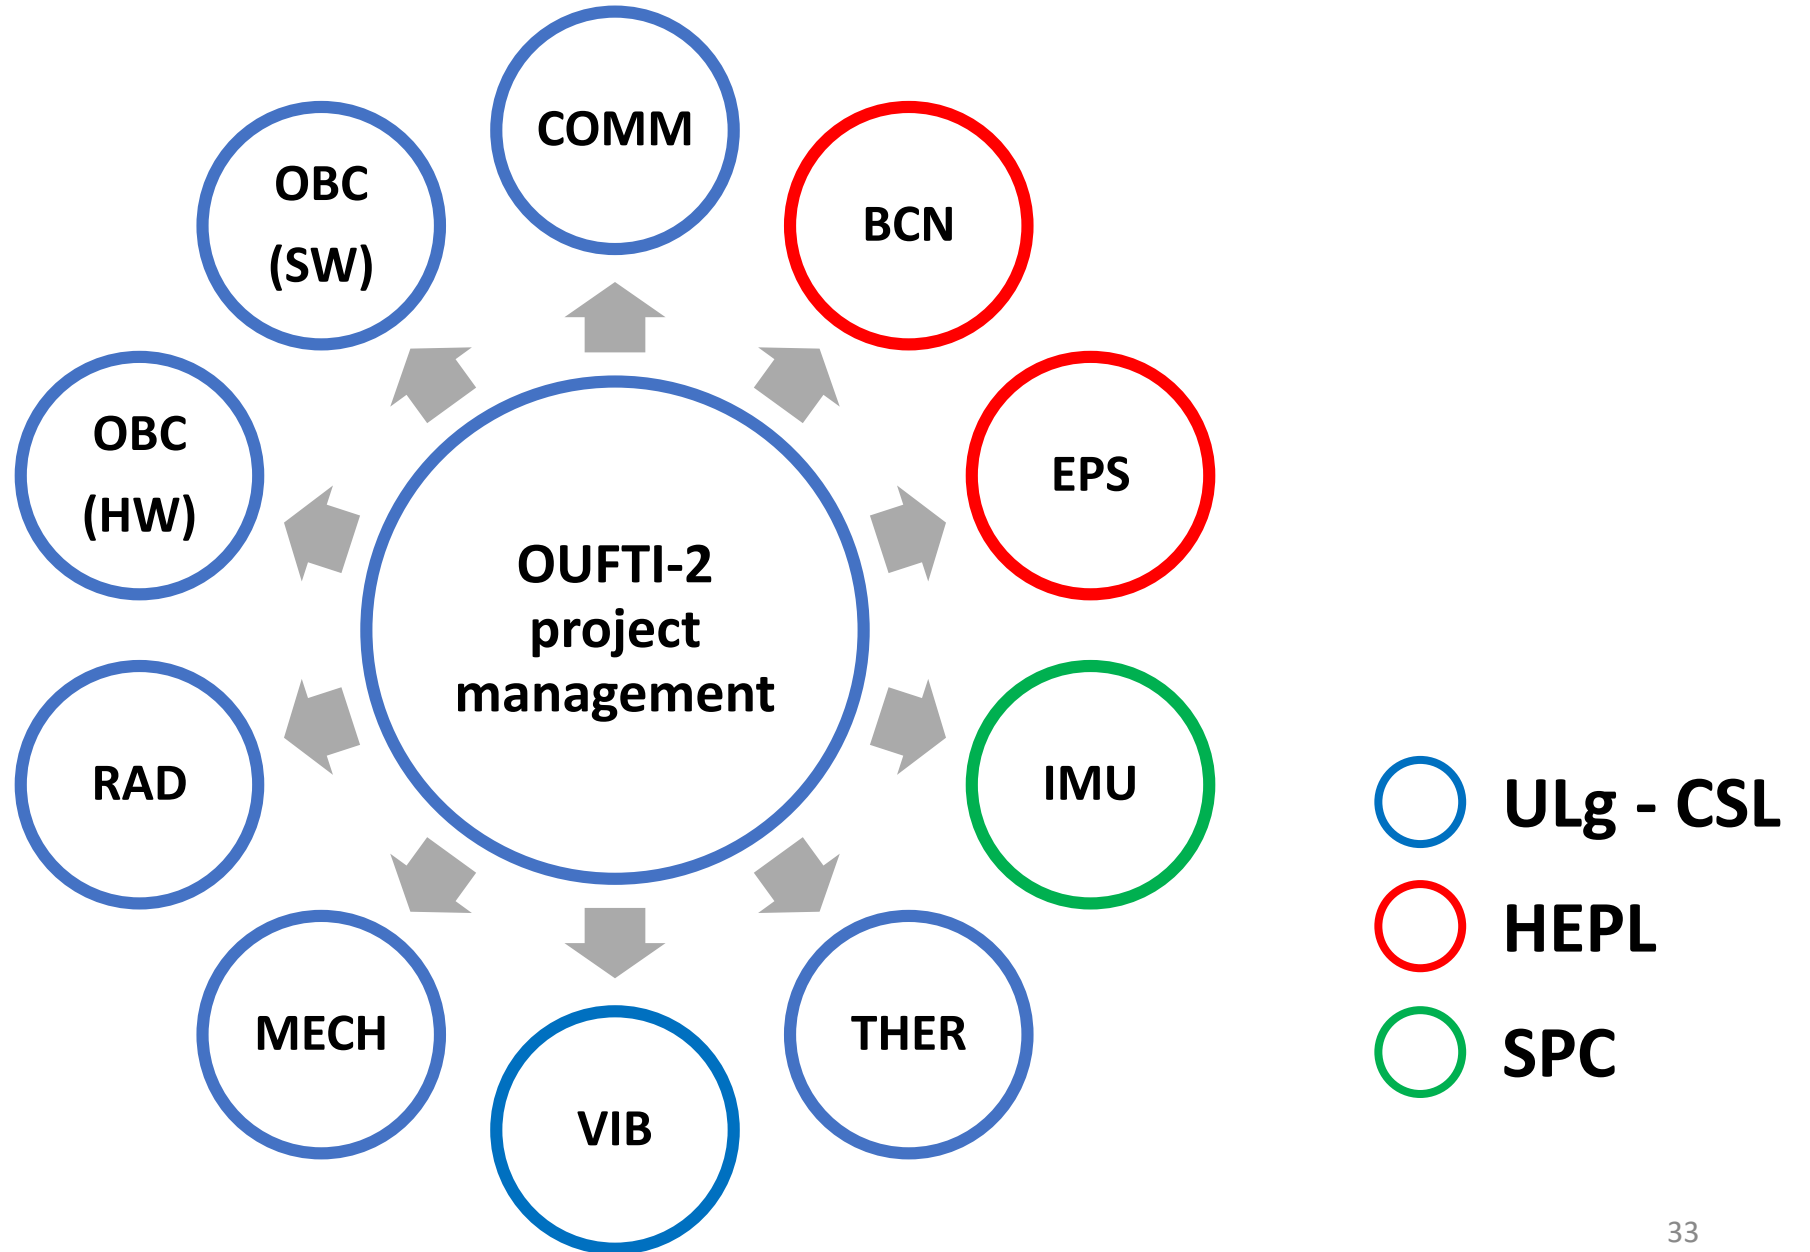 COMM
BCN
EPS
IMU
THER
VIB
MECH
RAD
OBC
(HW)
OBC
(SW)
OUFTI-2
project
management
ULg - CSL
HEPL
SPC
33